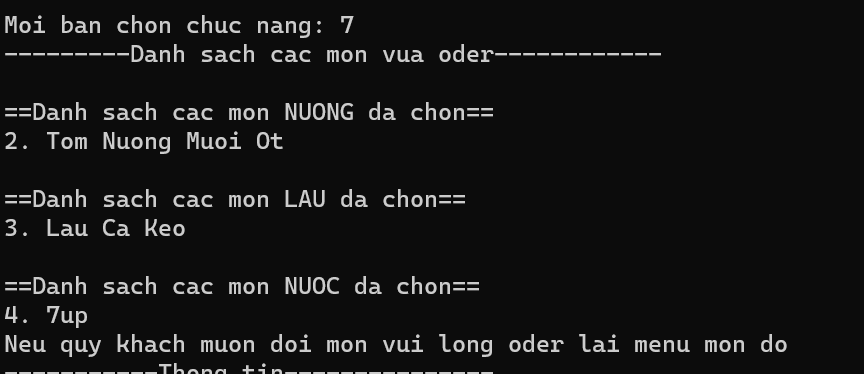 Moi ban chon chuc nang: 7
---------Danh sach cac mon vua oder------------
==Danh sach cac mon NUONG da chon==
2. Tom Nuong Muoi Ot
==Danh sach cac mon LAU da chon==
3. Lau Ca Keo
==Danh sach cac mon NUOC da chon==
4. 7up
Neu quy khach muon doi mon vui long oder lai menu mon do
-----------Thong tin---------------